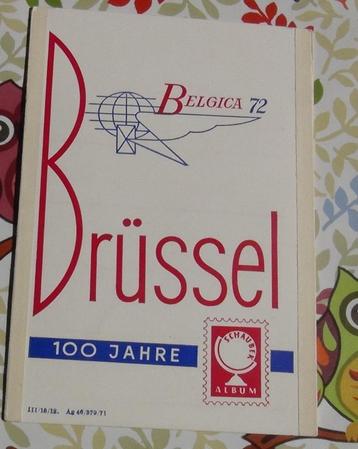 BELGICA 72
Brüssel
100 JAHRE
SCHAUBEK
ALBUM
III/18/12. Ag 46/379/71